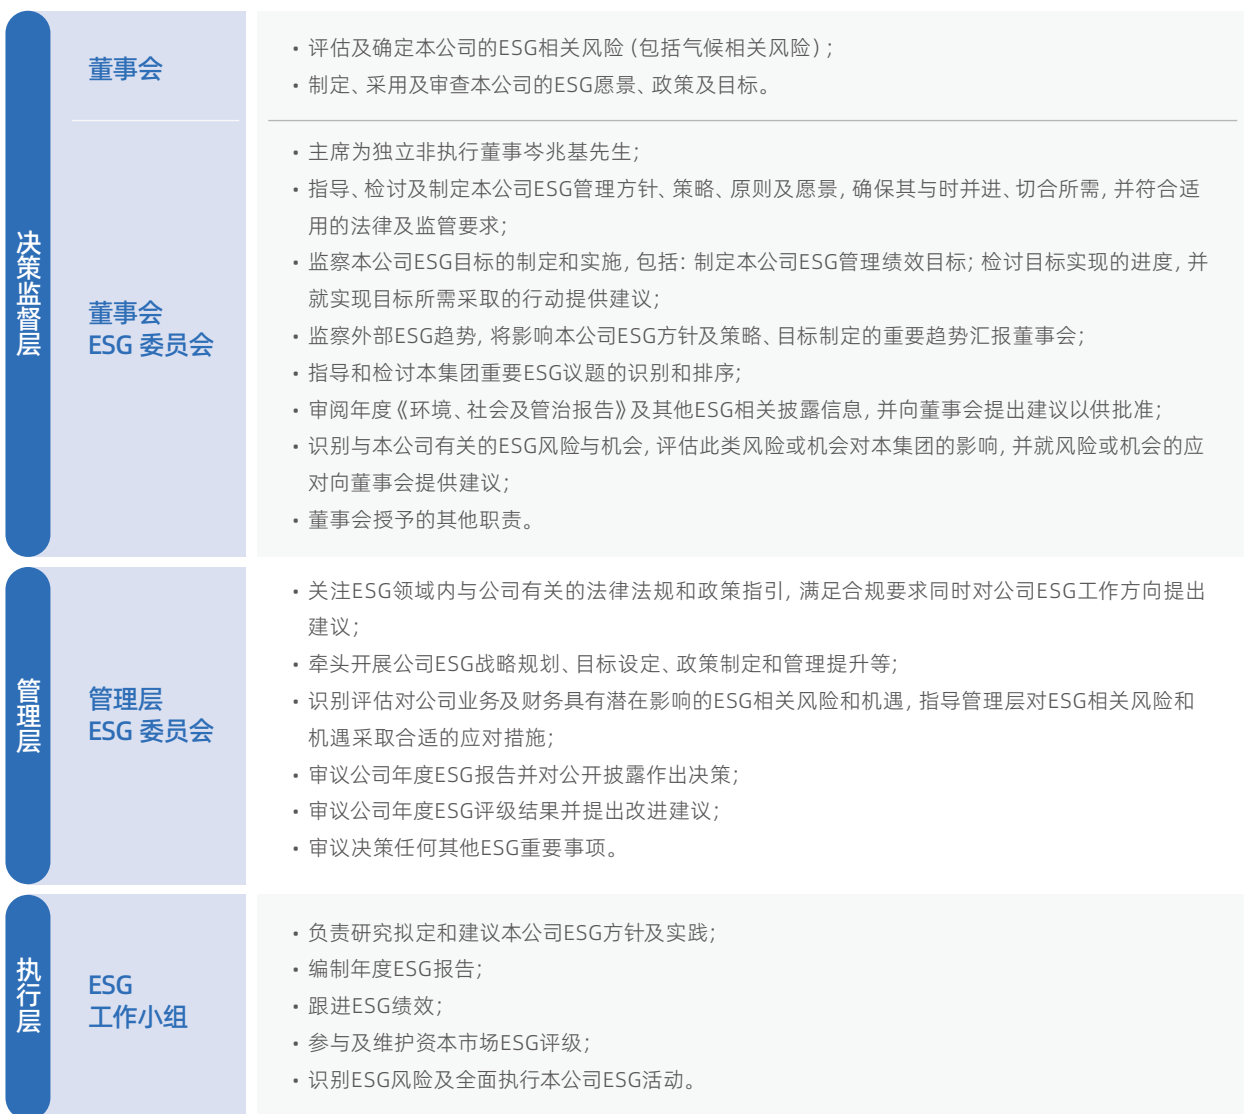 决策监督层
董事会
• 评估及确定本公司的ESG相关风险（包括气候相关风险）；
• 制定、采用及审查本公司的ESG愿景、政策及目标。
董事会
ESG 委员会
• 主席为独立非执行董事岑兆基先生；
• 指导、检讨及制定本公司ESG管理方针、策略、原则及愿景，确保其与时并进、切合所需，并符合适
用的法律及监管要求；
• 监察本公司ESG目标的制定和实施，包括：制定本公司ESG管理绩效目标；检讨目标实现的进度，并
就实现目标所需采取的行动提供建议；
• 监察外部ESG趋势，将影响本公司ESG方针及策略、目标制定的重要趋势汇报董事会；
• 指导和检讨本集团重要ESG议题的识别和排序；
• 审阅年度《环境、社会及管治报告》及其他ESG相关披露信息，并向董事会提出建议以供批准；
• 识别与本公司有关的ESG风险与机会，评估此类风险或机会对本集团的影响，并就风险或机会的应
对向董事会提供建议；
• 董事会授予的其他职责。
管理层
管理层
ESG 委员会
• 关注ESG领域内与公司有关的法律法规和政策指引，满足合规要求同时对公司ESG工作方向提出
建议；
• 牵头开展公司ESG战略规划、目标设定、政策制定和管理提升等；
• 识别评估对公司业务及财务具有潜在影响的ESG相关风险和机遇，指导管理层对ESG相关风险和
机遇采取合适的应对措施；
• 审议公司年度ESG报告并对公开披露作出决策；
• 审议公司年度ESG评级结果并提出改进建议；
• 审议决策任何其他ESG重要事项。
执行层
ESG
工作小组
• 负责研究拟定和建议本公司ESG方针及实践；
• 编制年度ESG报告；
• 跟进ESG绩效；
• 参与及维护资本市场ESG评级；
• 识别ESG风险及全面执行本公司ESG活动。